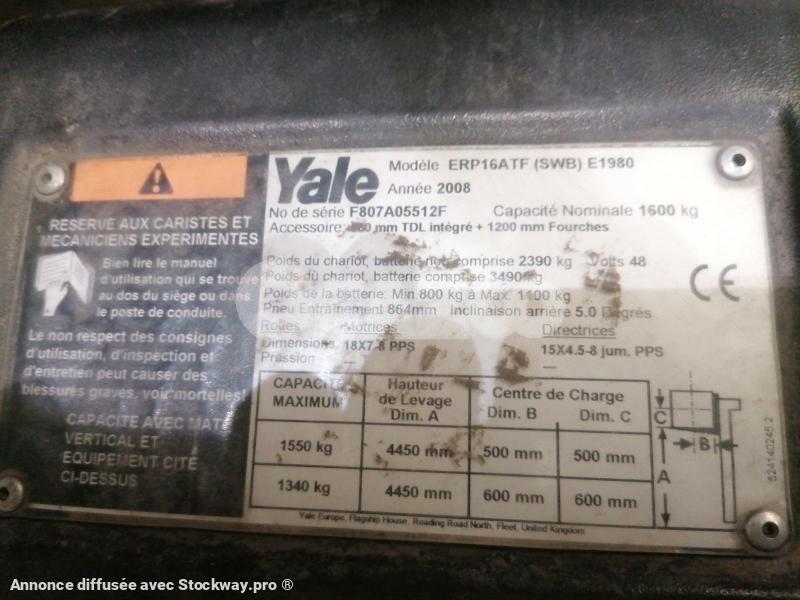 Yale
Modèle ERP16ATF (SWB) E1980
Année 2008
No de série F807A05512F Capacité Nominale 1600 kg
Accessoire: 80 mm TDL intégré + 1200 mm Fourches
RESERVE AUX CARISTES ET
MECANICIENS EXPERIMENTES
Bien lire le manuel
d'utilisation qui se trouve
au dos du siège ou dans
le poste de conduite.
Le non respect des consignes
d'utilisation, d'inspection et
d'entretien peut causer des
blessures graves, voir mortelles!
CAPACITE AVEC MAT
VERTICAL ET
EQUIPEMENT CITE
CI-DESSUS
Poids du chariot, batterie non comprise 2390 kg Volts 48
Poids du chariot, batterie comprise 3490kg
Poids de la batterie: Min 800 kg à Max 1100 kg
Pneu Entraînement 864mm Inclinaison arrière 5.0 Degrés
Roues Motrices Directrices
Dimensions 18X7-8 PPS 15X4.5-8 jum. PPS
Pression — —
CE
CAPACITE MAXIMUM Hauteur de Levage Dim. A Centre de Charge Dim. B Dim. C
1550 kg 4450 mm 500 mm 500 mm
1340 kg 4450 mm 600 mm 600 mm
C
B
A
524140245 2
Yale Europe, Flagship House, Reading Road North, Fleet, United Kingdom
Annonce diffusée avec Stockway.pro ®